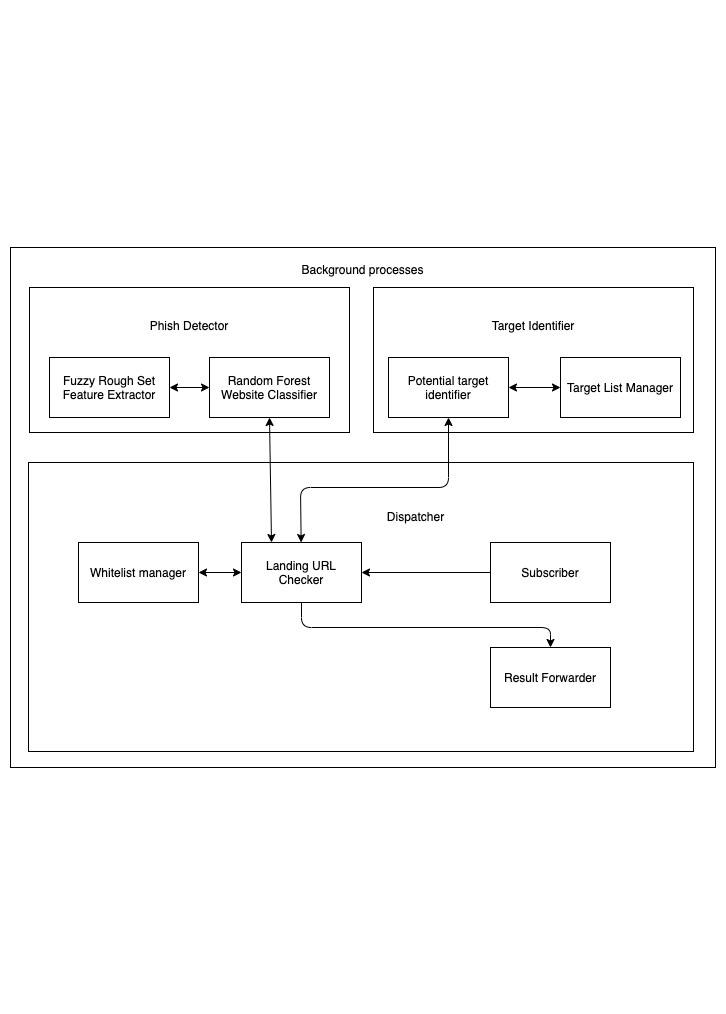 Background processes
Phish Detector
Target Identifier
Fuzzy Rough Set
Feature Extractor
Random Forest
Website Classifier
Potential target
identifier
Target List Manager
Dispatcher
Whitelist manager
Landing URL
Checker
Subscriber
Result Forwarder